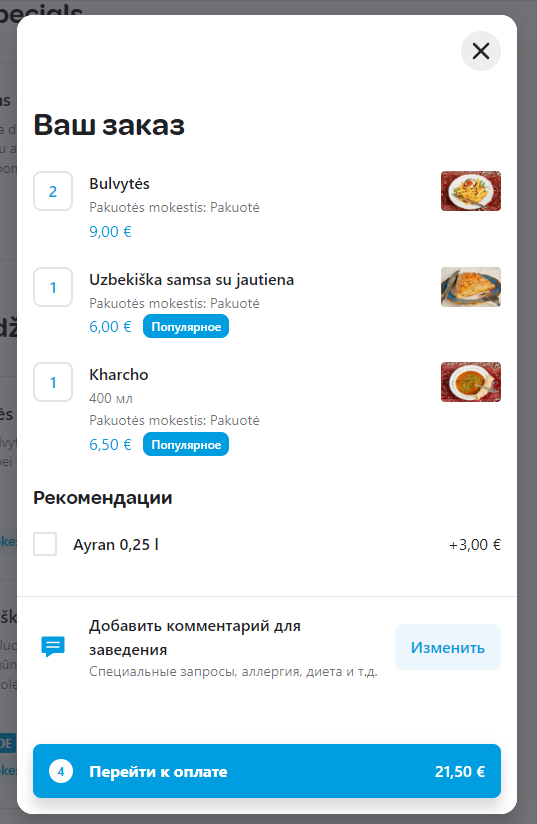 Ваш заказ
2
Bulvytės
Pakuotės mokestis: Pakuotė
9,00 €
1
Uzbekiška samsa su jautiena
Pakuotės mokestis: Pakuotė
6,00 €
Популярное
1
Kharcho
400 мл
Pakuotės mokestis: Pakuotė
6,50 €
Популярное
Рекомендации
Ayran 0,25 l
+3,00 €
Добавить комментарий для
заведения
Специальные запросы, аллергия, диета и т.д.
Изменить
4
Перейти к оплате
21,50 €